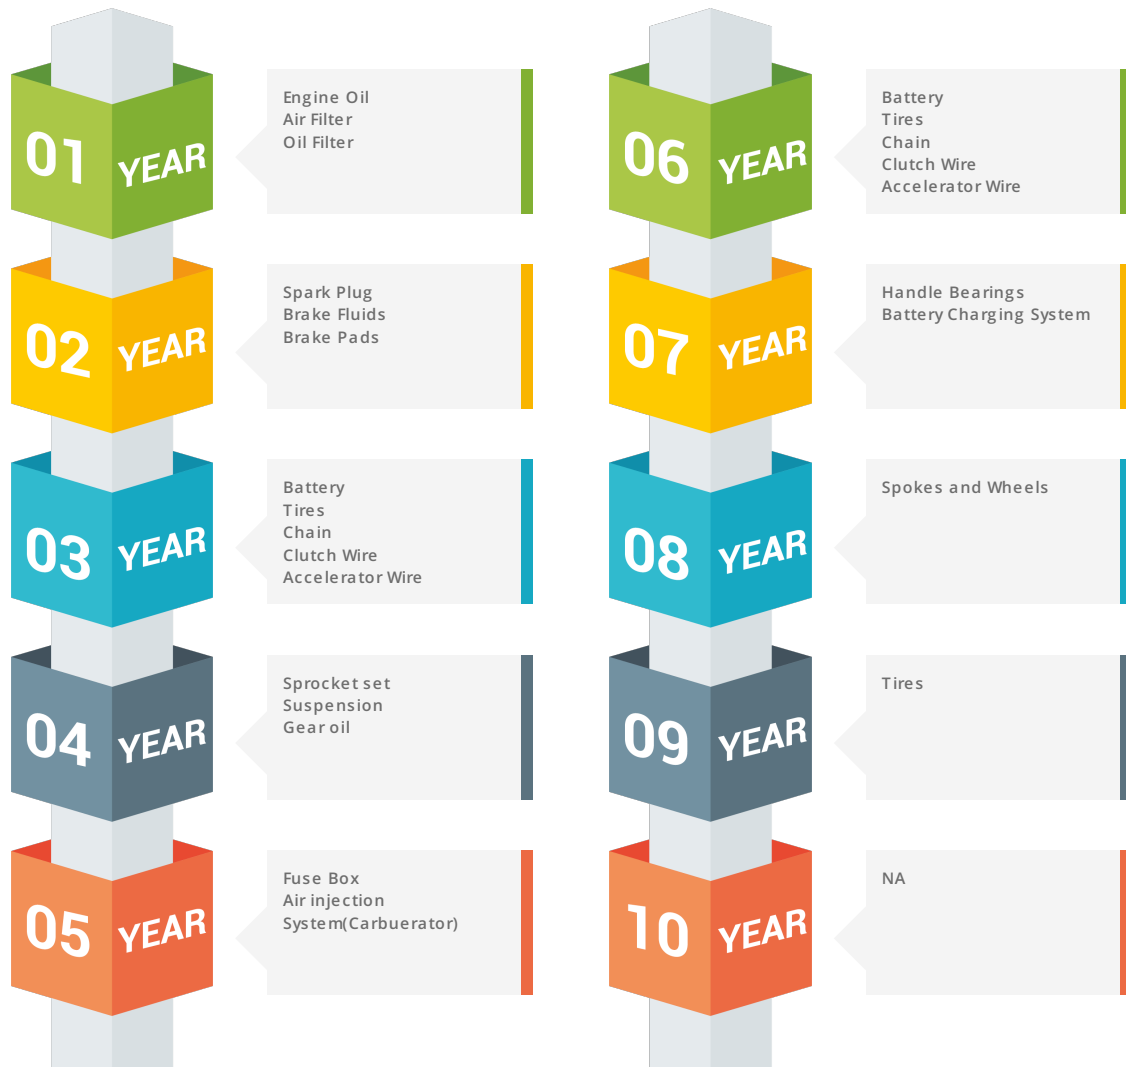 01 YEAR
Engine Oil
Air Filter
Oil Filter
02 YEAR
Spark Plug
Brake Fluids
Brake Pads
03 YEAR
Battery
Tires
Chain
Clutch Wire
Accelerator Wire
04 YEAR
Sprocket set
Suspension
Gear oil
05 YEAR
Fuse Box
Air injection
System(Carbuerator)
06 YEAR
Battery
Tires
Chain
Clutch Wire
Accelerator Wire
07 YEAR
Handle Bearings
Battery Charging System
08 YEAR
Spokes and Wheels
09 YEAR
Tires
10 YEAR
NA